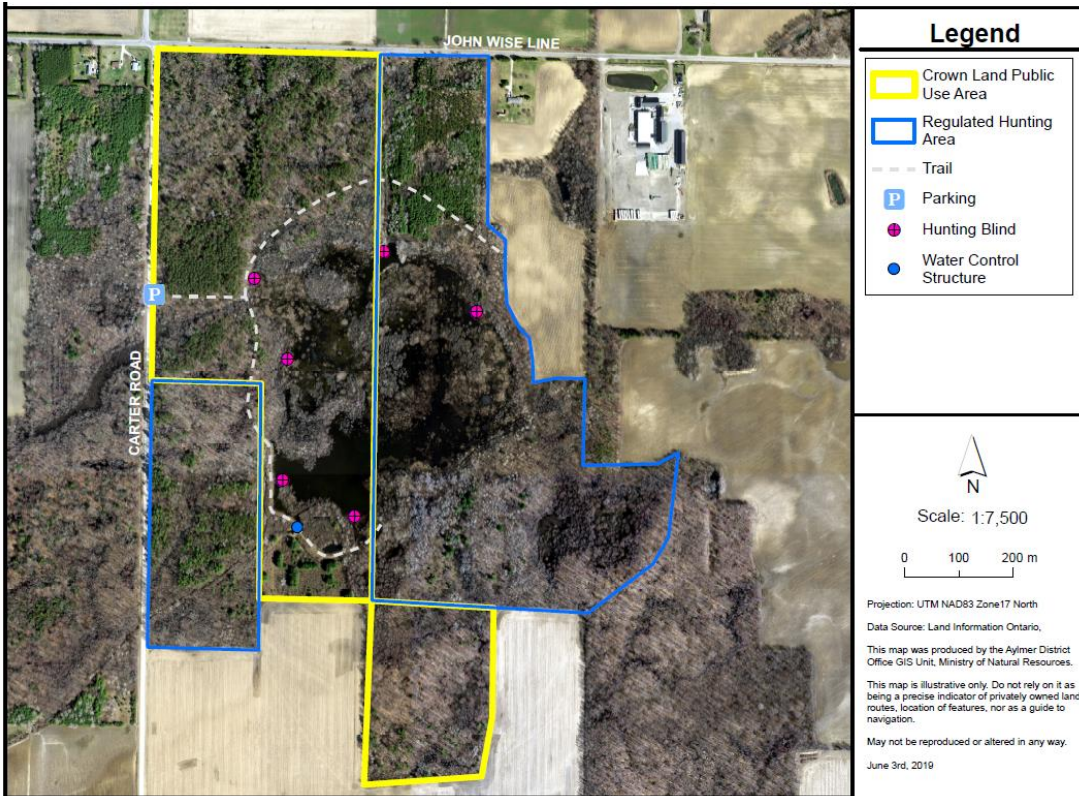 JOHN WISE LINE
CARTER ROAD
P
Legend
Crown Land Public
Use Area
Regulated Hunting
Area
Trail
P
Parking
Hunting Blind
Water Control
Structure
N
Scale: 1:7,500
0 100 200 m
Projection: UTM NAD83 Zone17 North
Data Source: Land Information Ontario,
This map was produced by the Aylmer District
Office GIS Unit, Ministry of Natural Resources.
This map is illustrative only. Do not rely on it as
being a precise indicator of privately owned land
routes, location of features, nor as a guide to
navigation.
May not be reproduced or altered in any way.
June 3rd, 2019